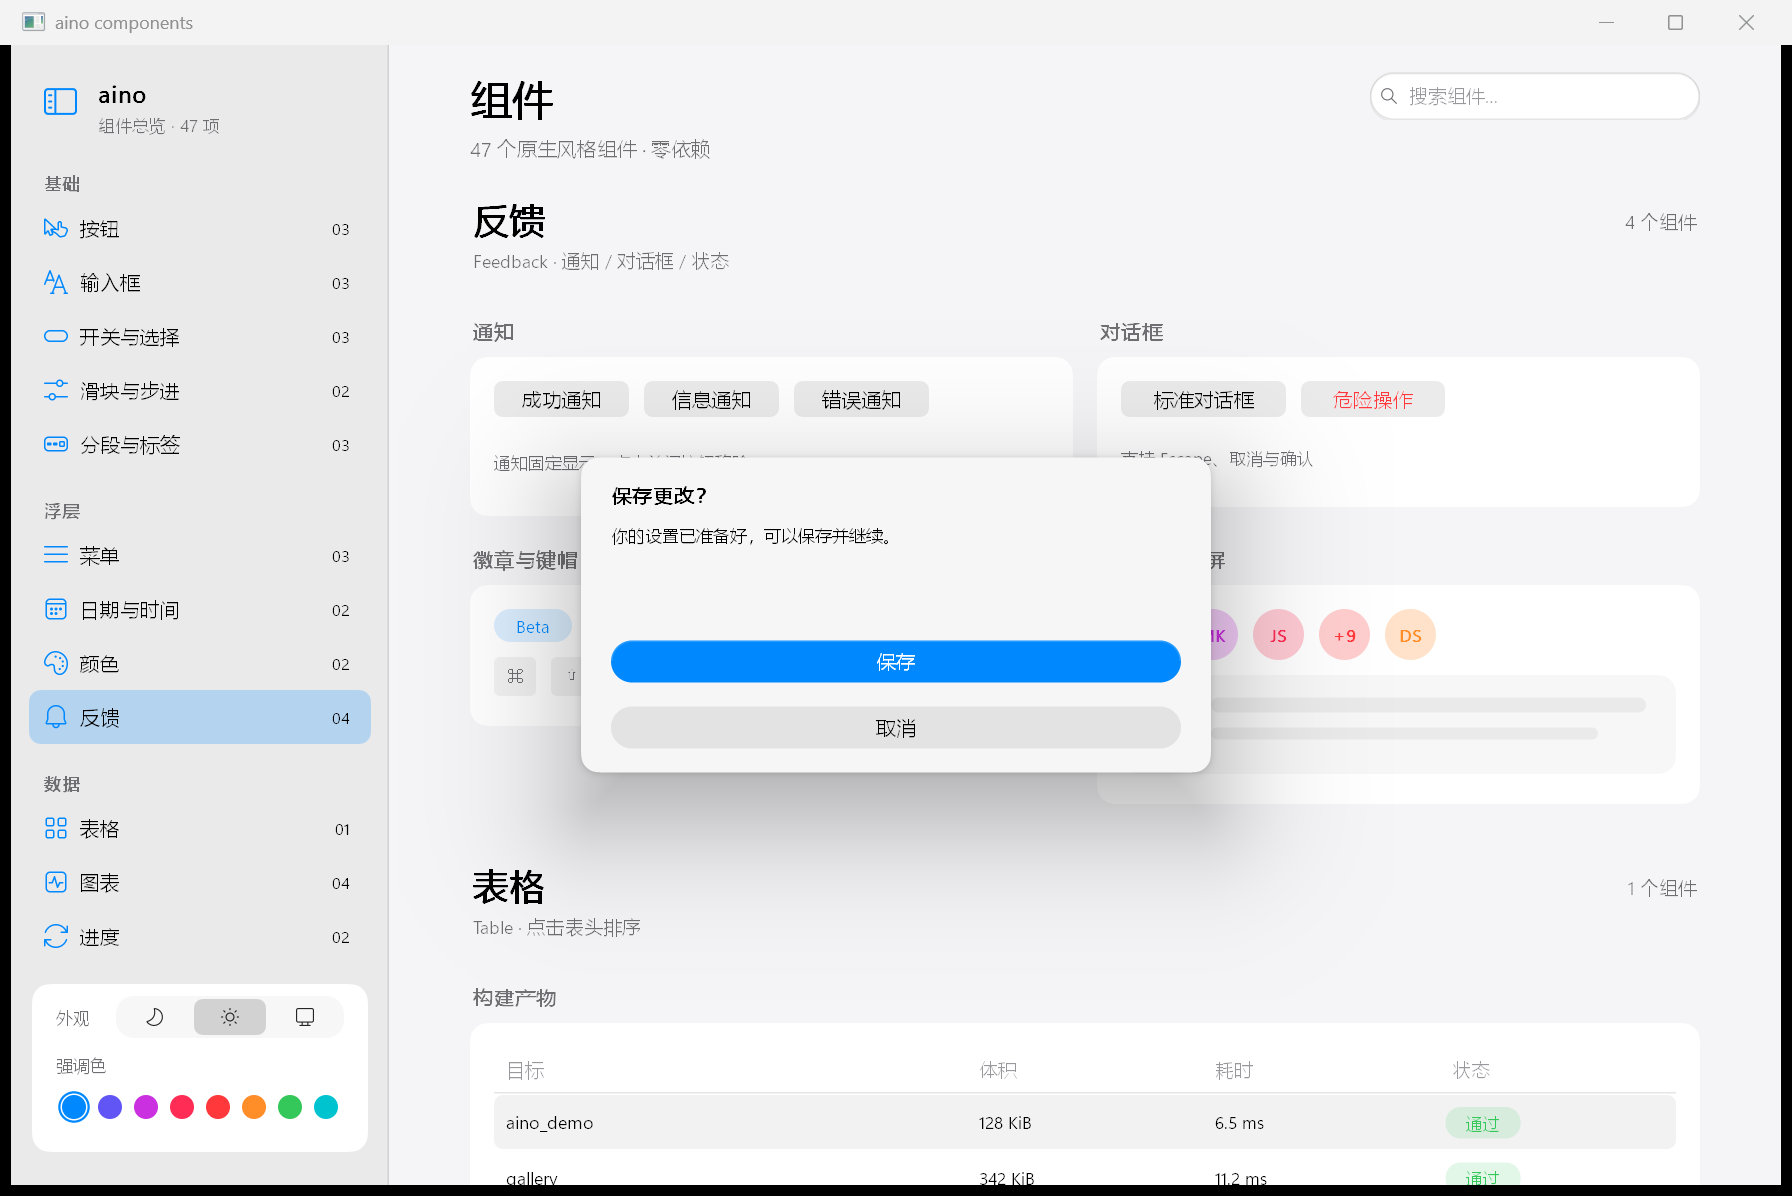 aino components
aino
组件总览 · 47 项
基础
按钮 03
输入框 03
开关与选择 03
滑块与步进 02
分段与标签 03
浮层
菜单 03
日期与时间 02
颜色 02
反馈 04
数据
表格 01
图表 04
进度 02
外观
强调色
组件
47 个原生风格组件 · 零依赖
搜索组件...
反馈
4 个组件
Feedback · 通知 / 对话框 / 状态
通知
成功通知 信息通知 错误通知
通知固定显示
对话框
标准对话框 危险操作
、取消与确认
保存更改？
你的设置已准备好，可以保存并继续。
保存
取消
徽章与键帽
Beta
⌘
屏
JS +9 DS
表格
1 个组件
Table · 点击表头排序
构建产物
目标 体积 耗时 状态
aino_demo 128 KiB 6.5 ms 通过
gallery 342 KiB 11.2 ms 通过